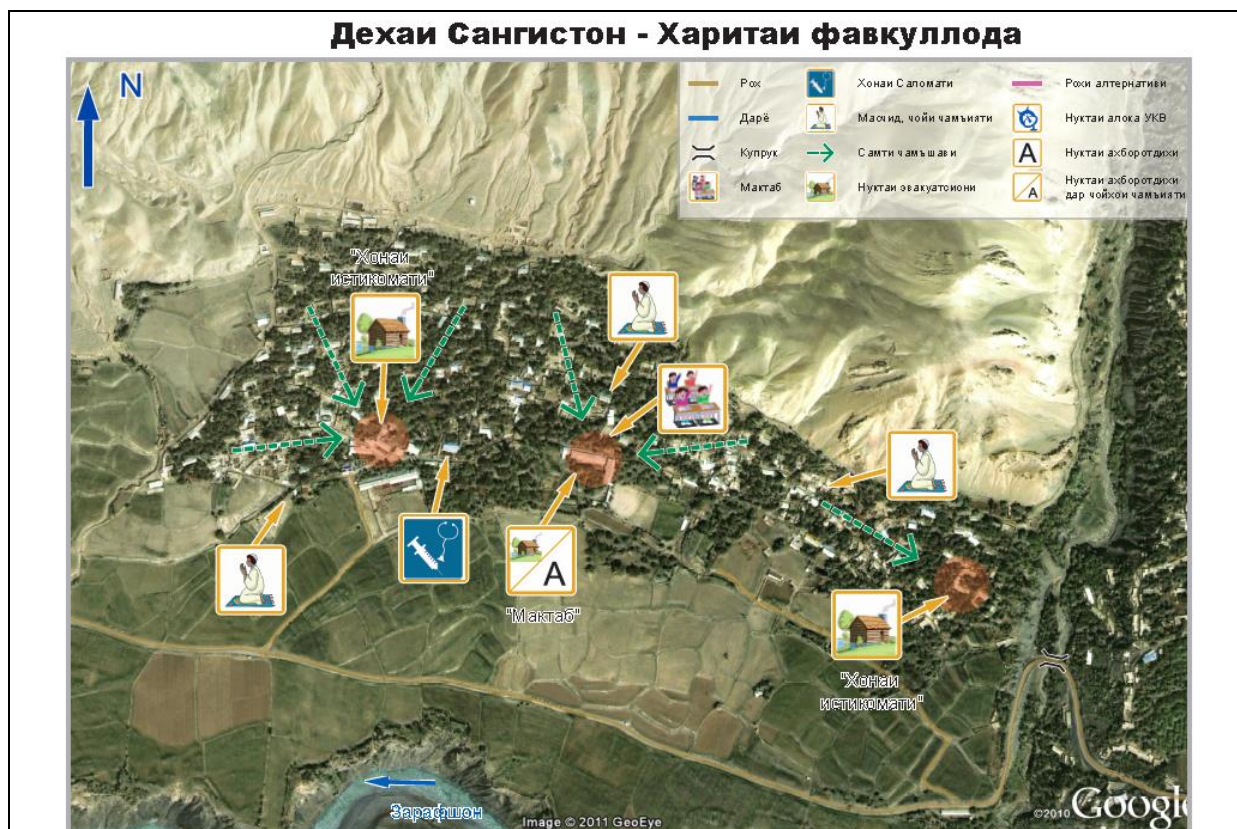 Дехаи Сангистон - Харитаи фавкуллода
N
Рох
Дарё
Купрук
Мактаб
Хонаи Саломати
Масчид, чойи чамъияти
Самти чамъшави
Нуктаи эвакуатсиони
Рохи алтернативи
Нуктаи алока УКВ
A
Нуктаи ахборотдихи
A
Нуктаи ахборотдихи
дар чойхои чамъияти
"Хонаи
истикомати"
A
"Мактаб"
"Хонаи
истикомати"
Зарафшон
Image © 2011 GeoEye
©2010 Google